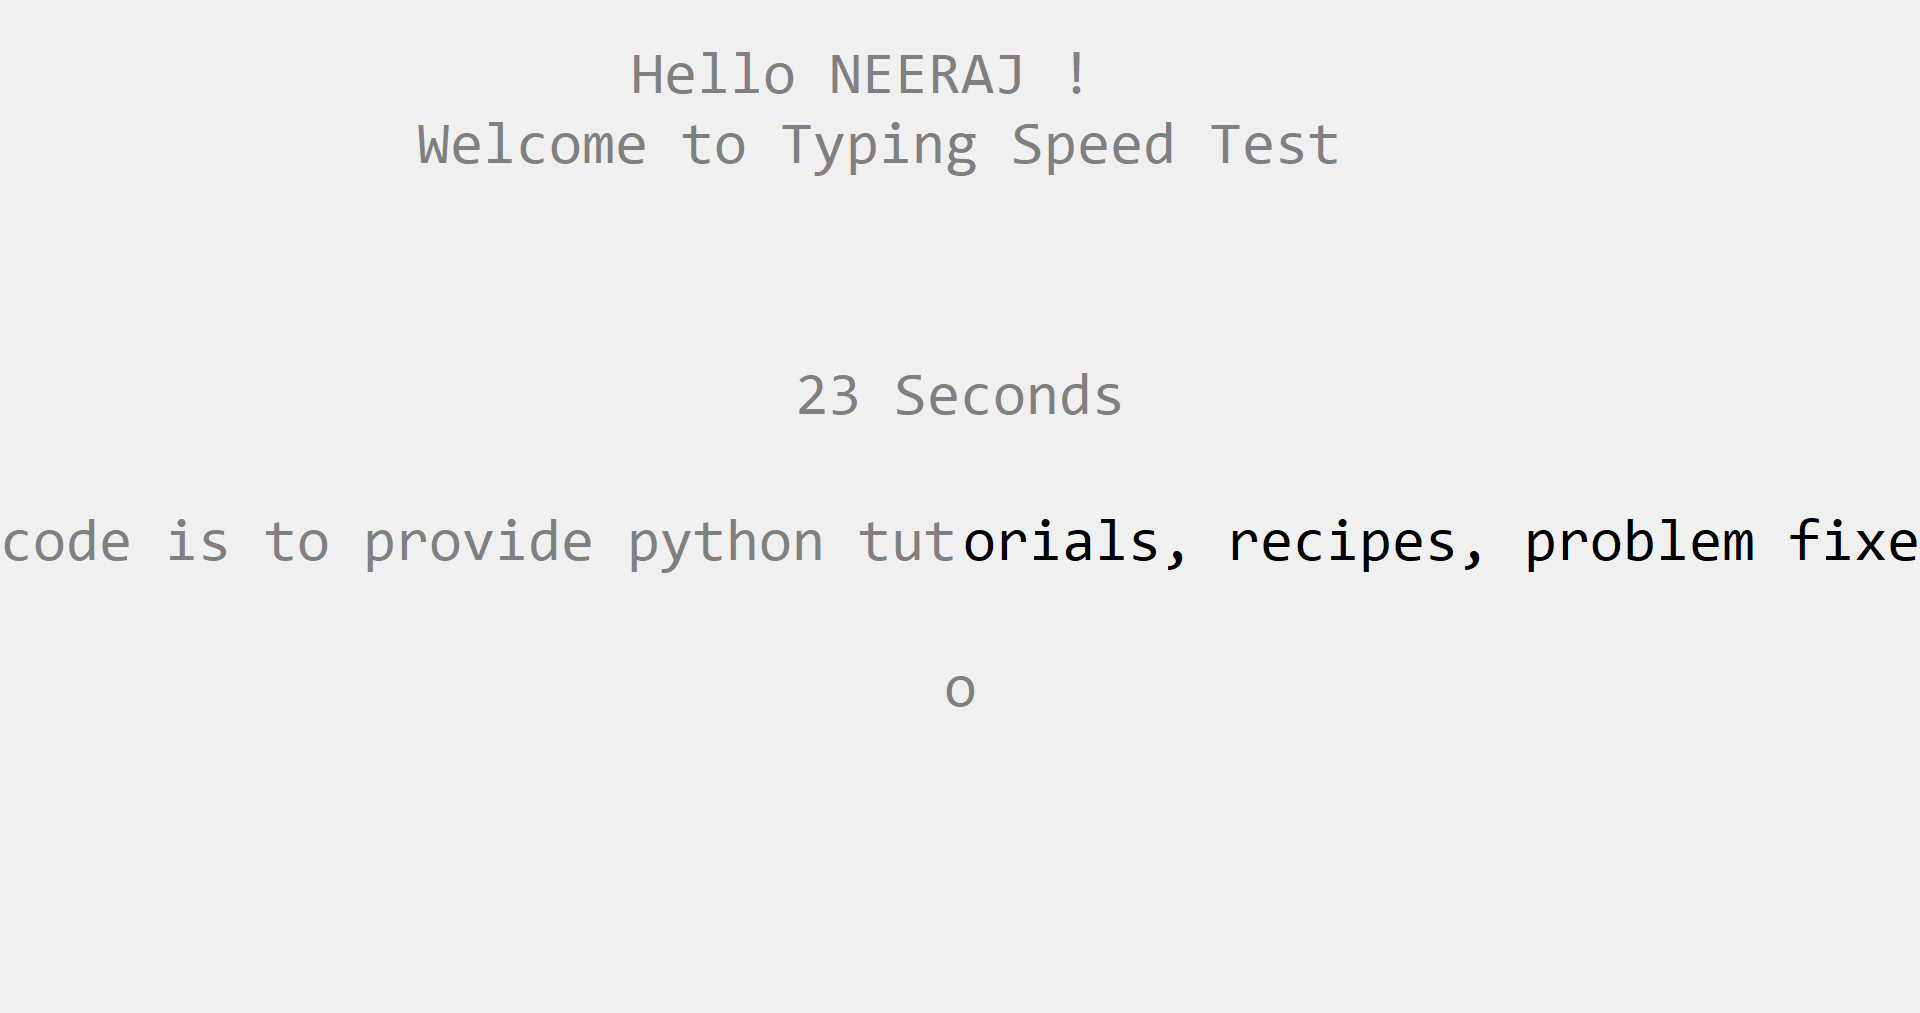 Hello NEERAJ !
Welcome to Typing Speed Test
23 Seconds
code is to provide python tutorials, recipes, problem fixe
o